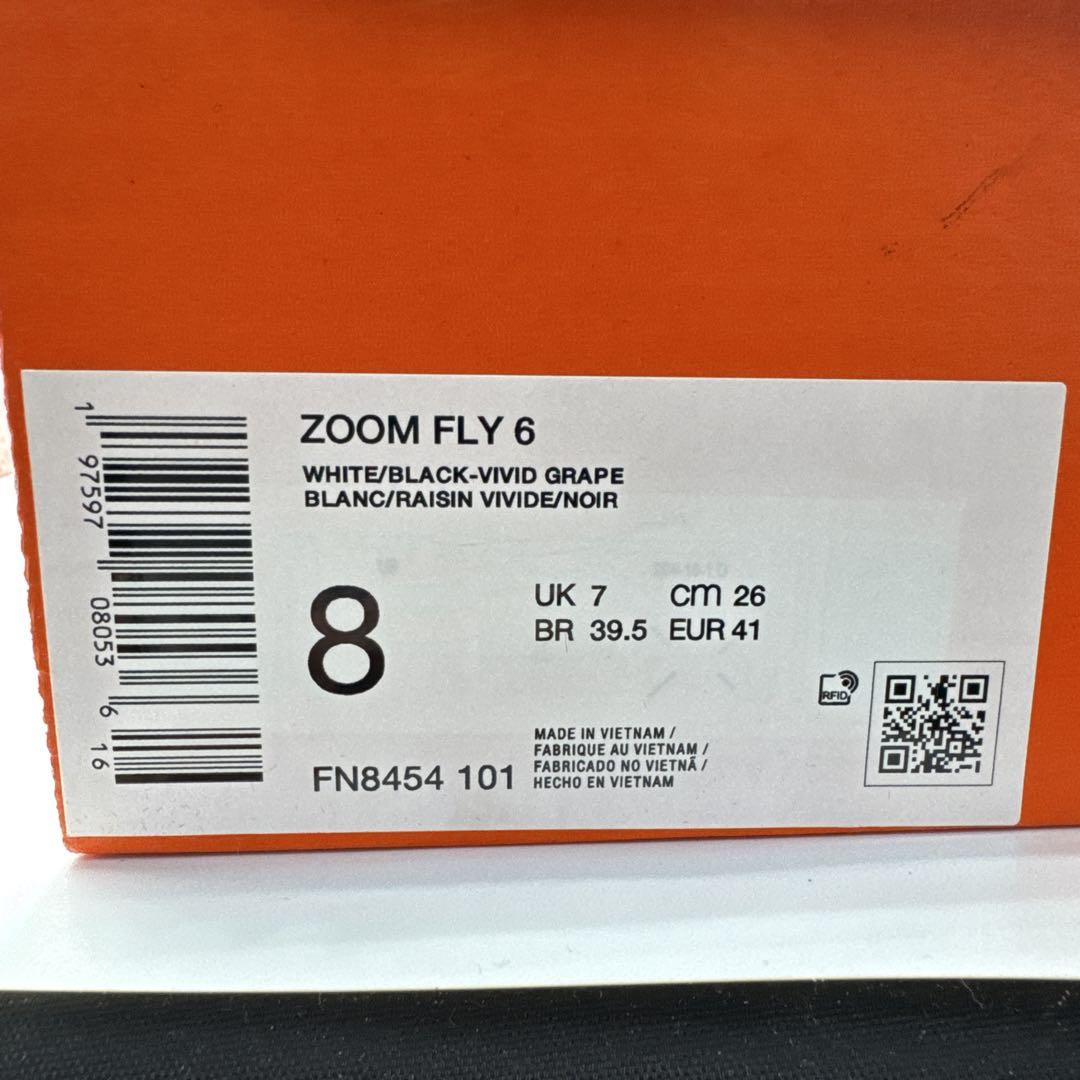 1 97597 08053 6 16
ZOOM FLY 6
WHITE/BLACK-VIVID GRAPE
BLANC/RAISIN VIVIDE/NOIR
8
UK 7 cm 26
BR 39.5 EUR 41
RFID
FN8454 101
MADE IN VIETNAM /
FABRIQUE AU VIETNAM /
FABRICADO NO VIETNÃ /
HECHO EN VIETNAM